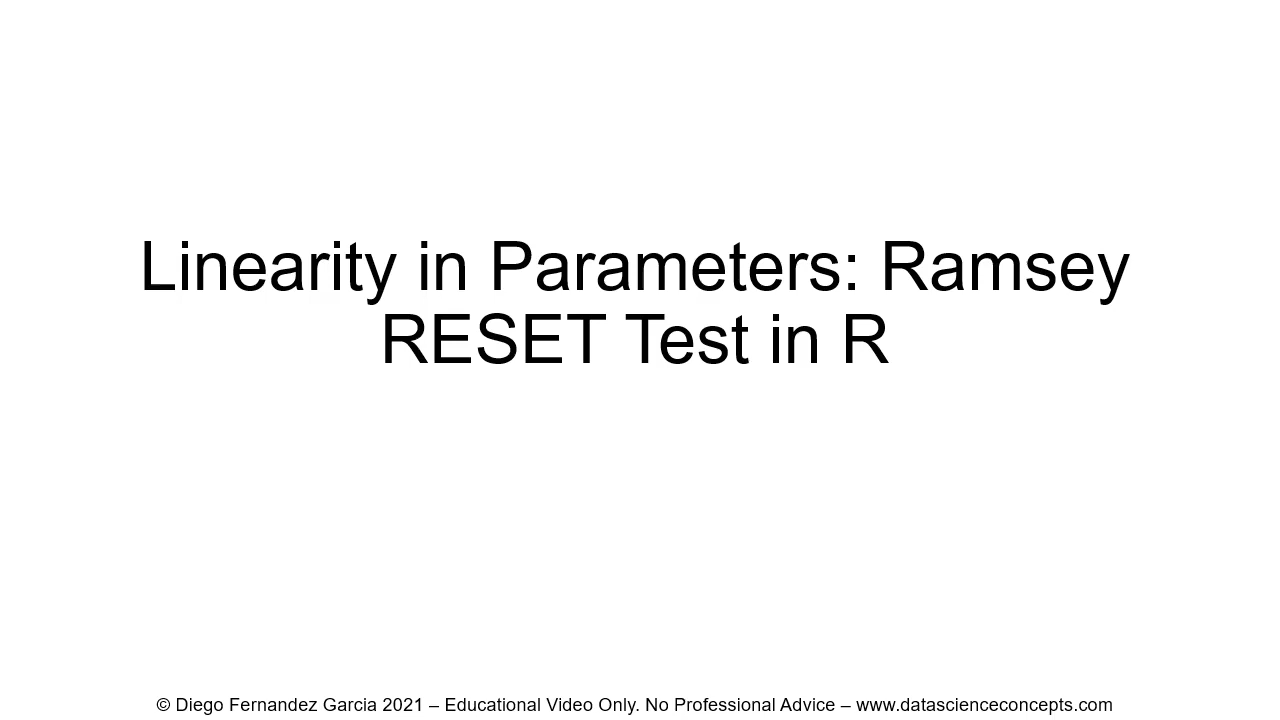 Linearity in Parameters: Ramsey
RESET Test in R
© Diego Fernandez Garcia 2021 – Educational Video Only. No Professional Advice – www.datascienceconcepts.com